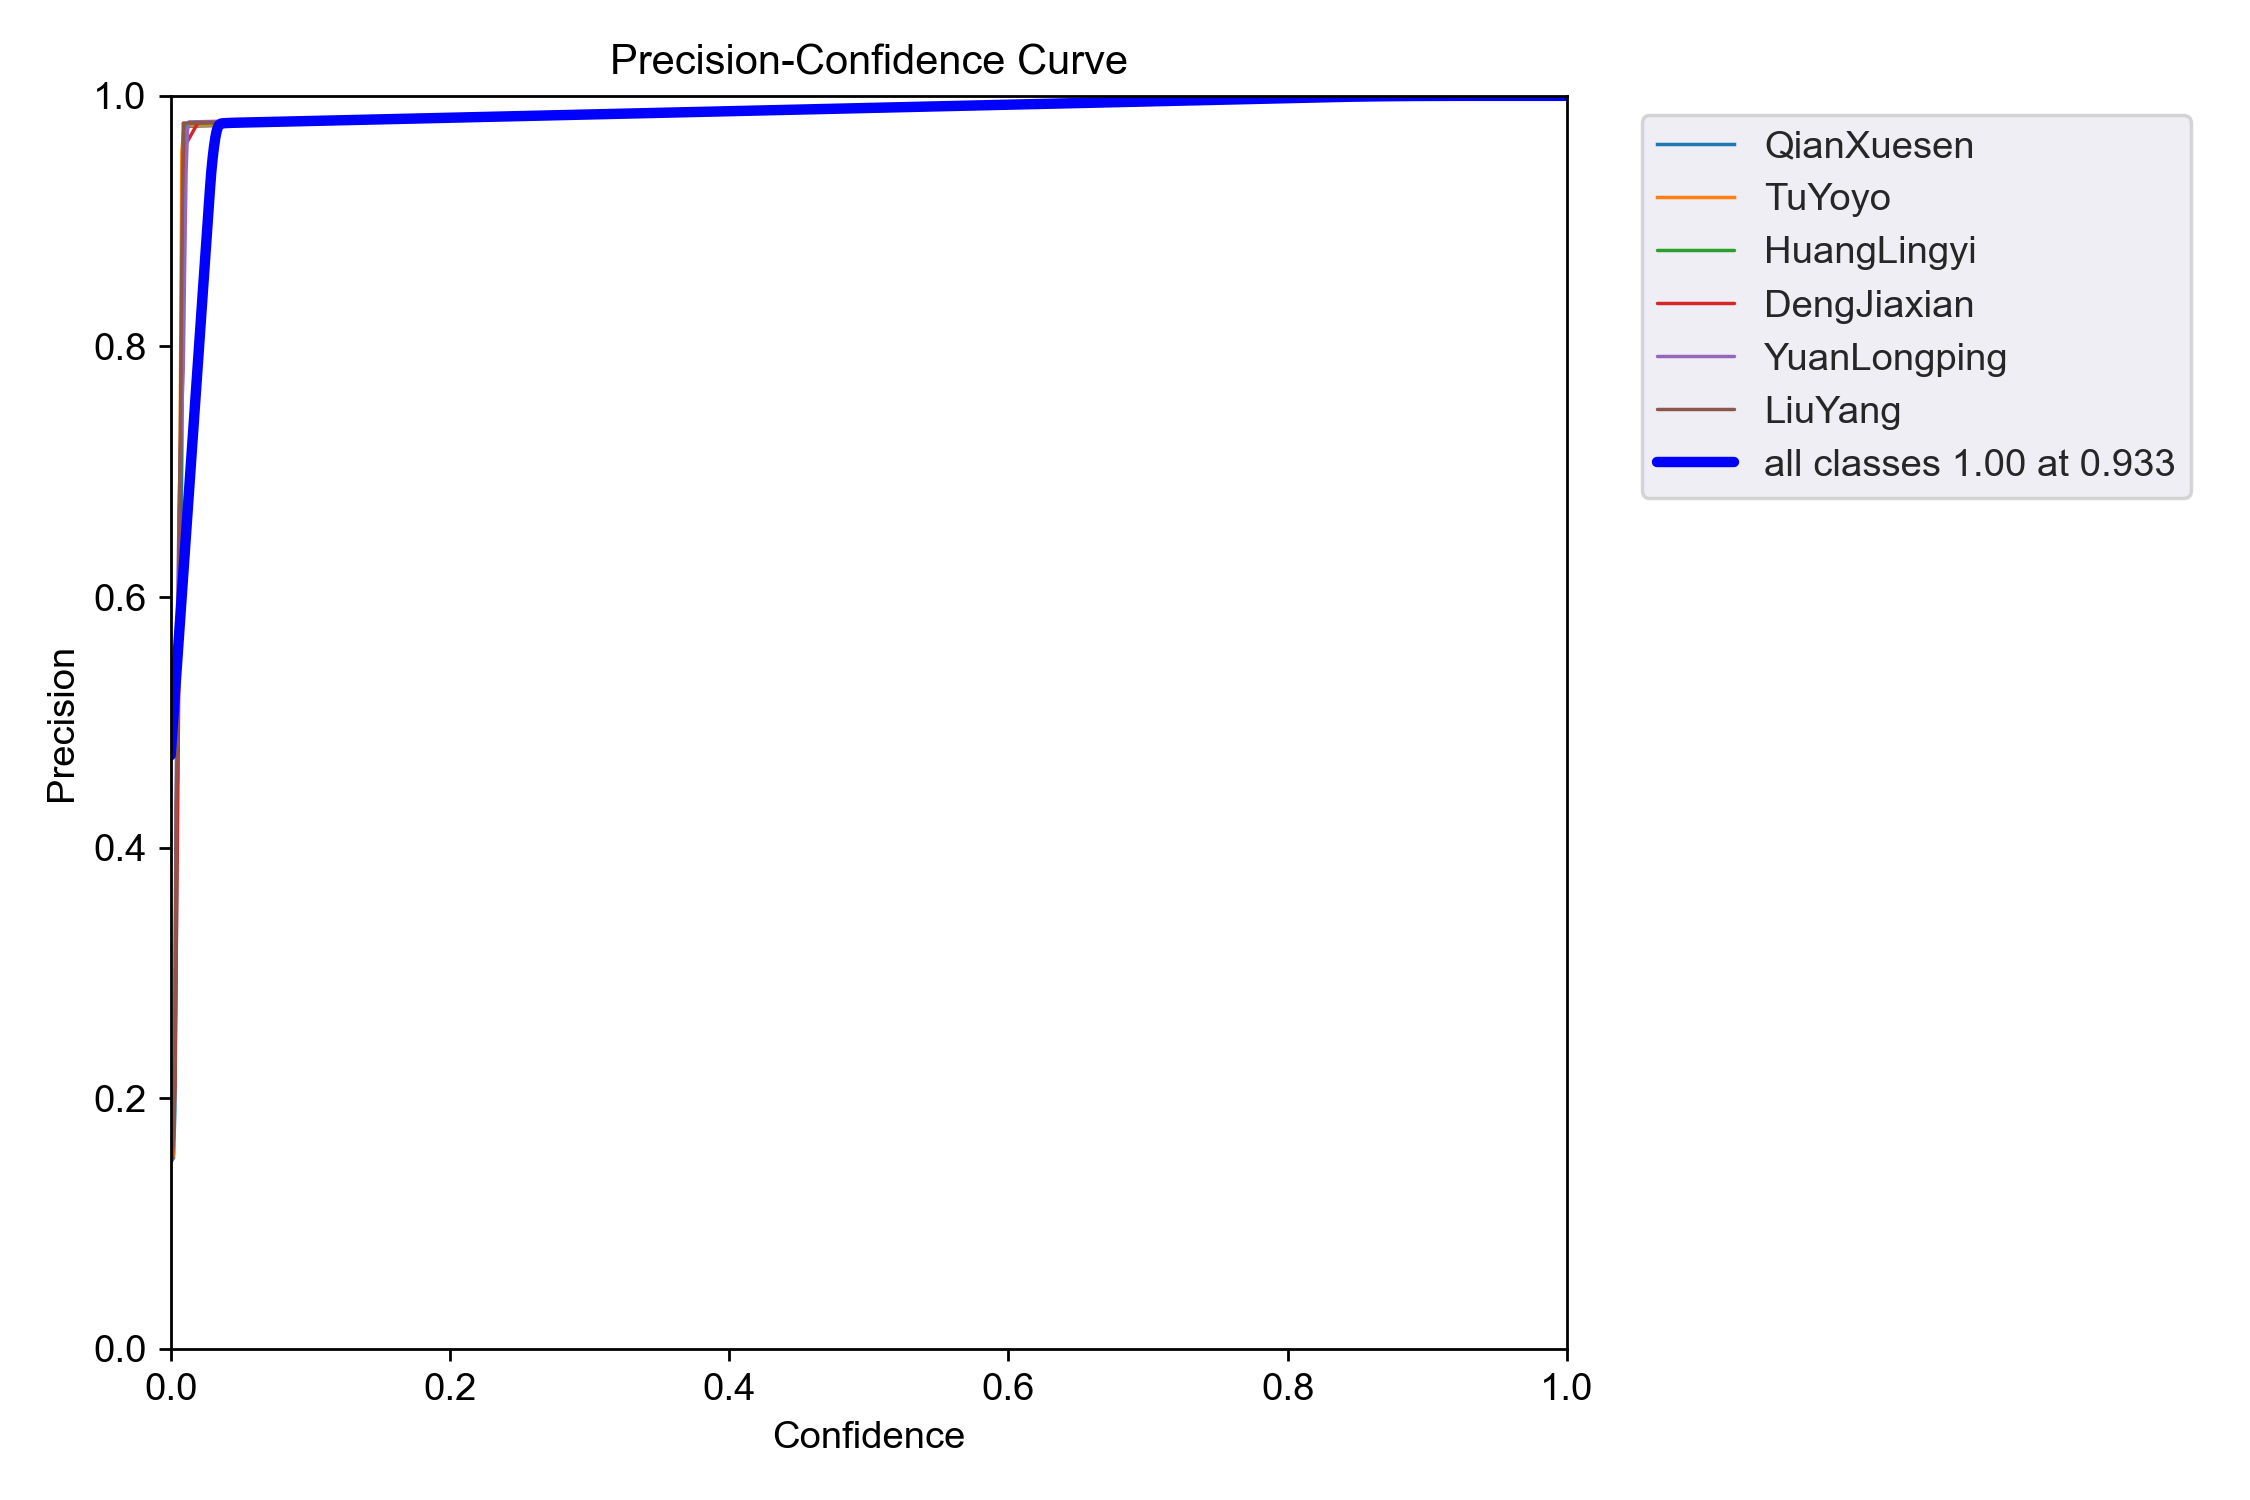 Precision-Confidence Curve
1.0
0.8
0.6
0.4
0.2
0.0
Precision
0.0 0.2 0.4 0.6 0.8 1.0
Confidence
QianXuesen
TuYoyo
HuangLingyi
DengJiaxian
YuanLongping
LiuYang
all classes 1.00 at 0.933